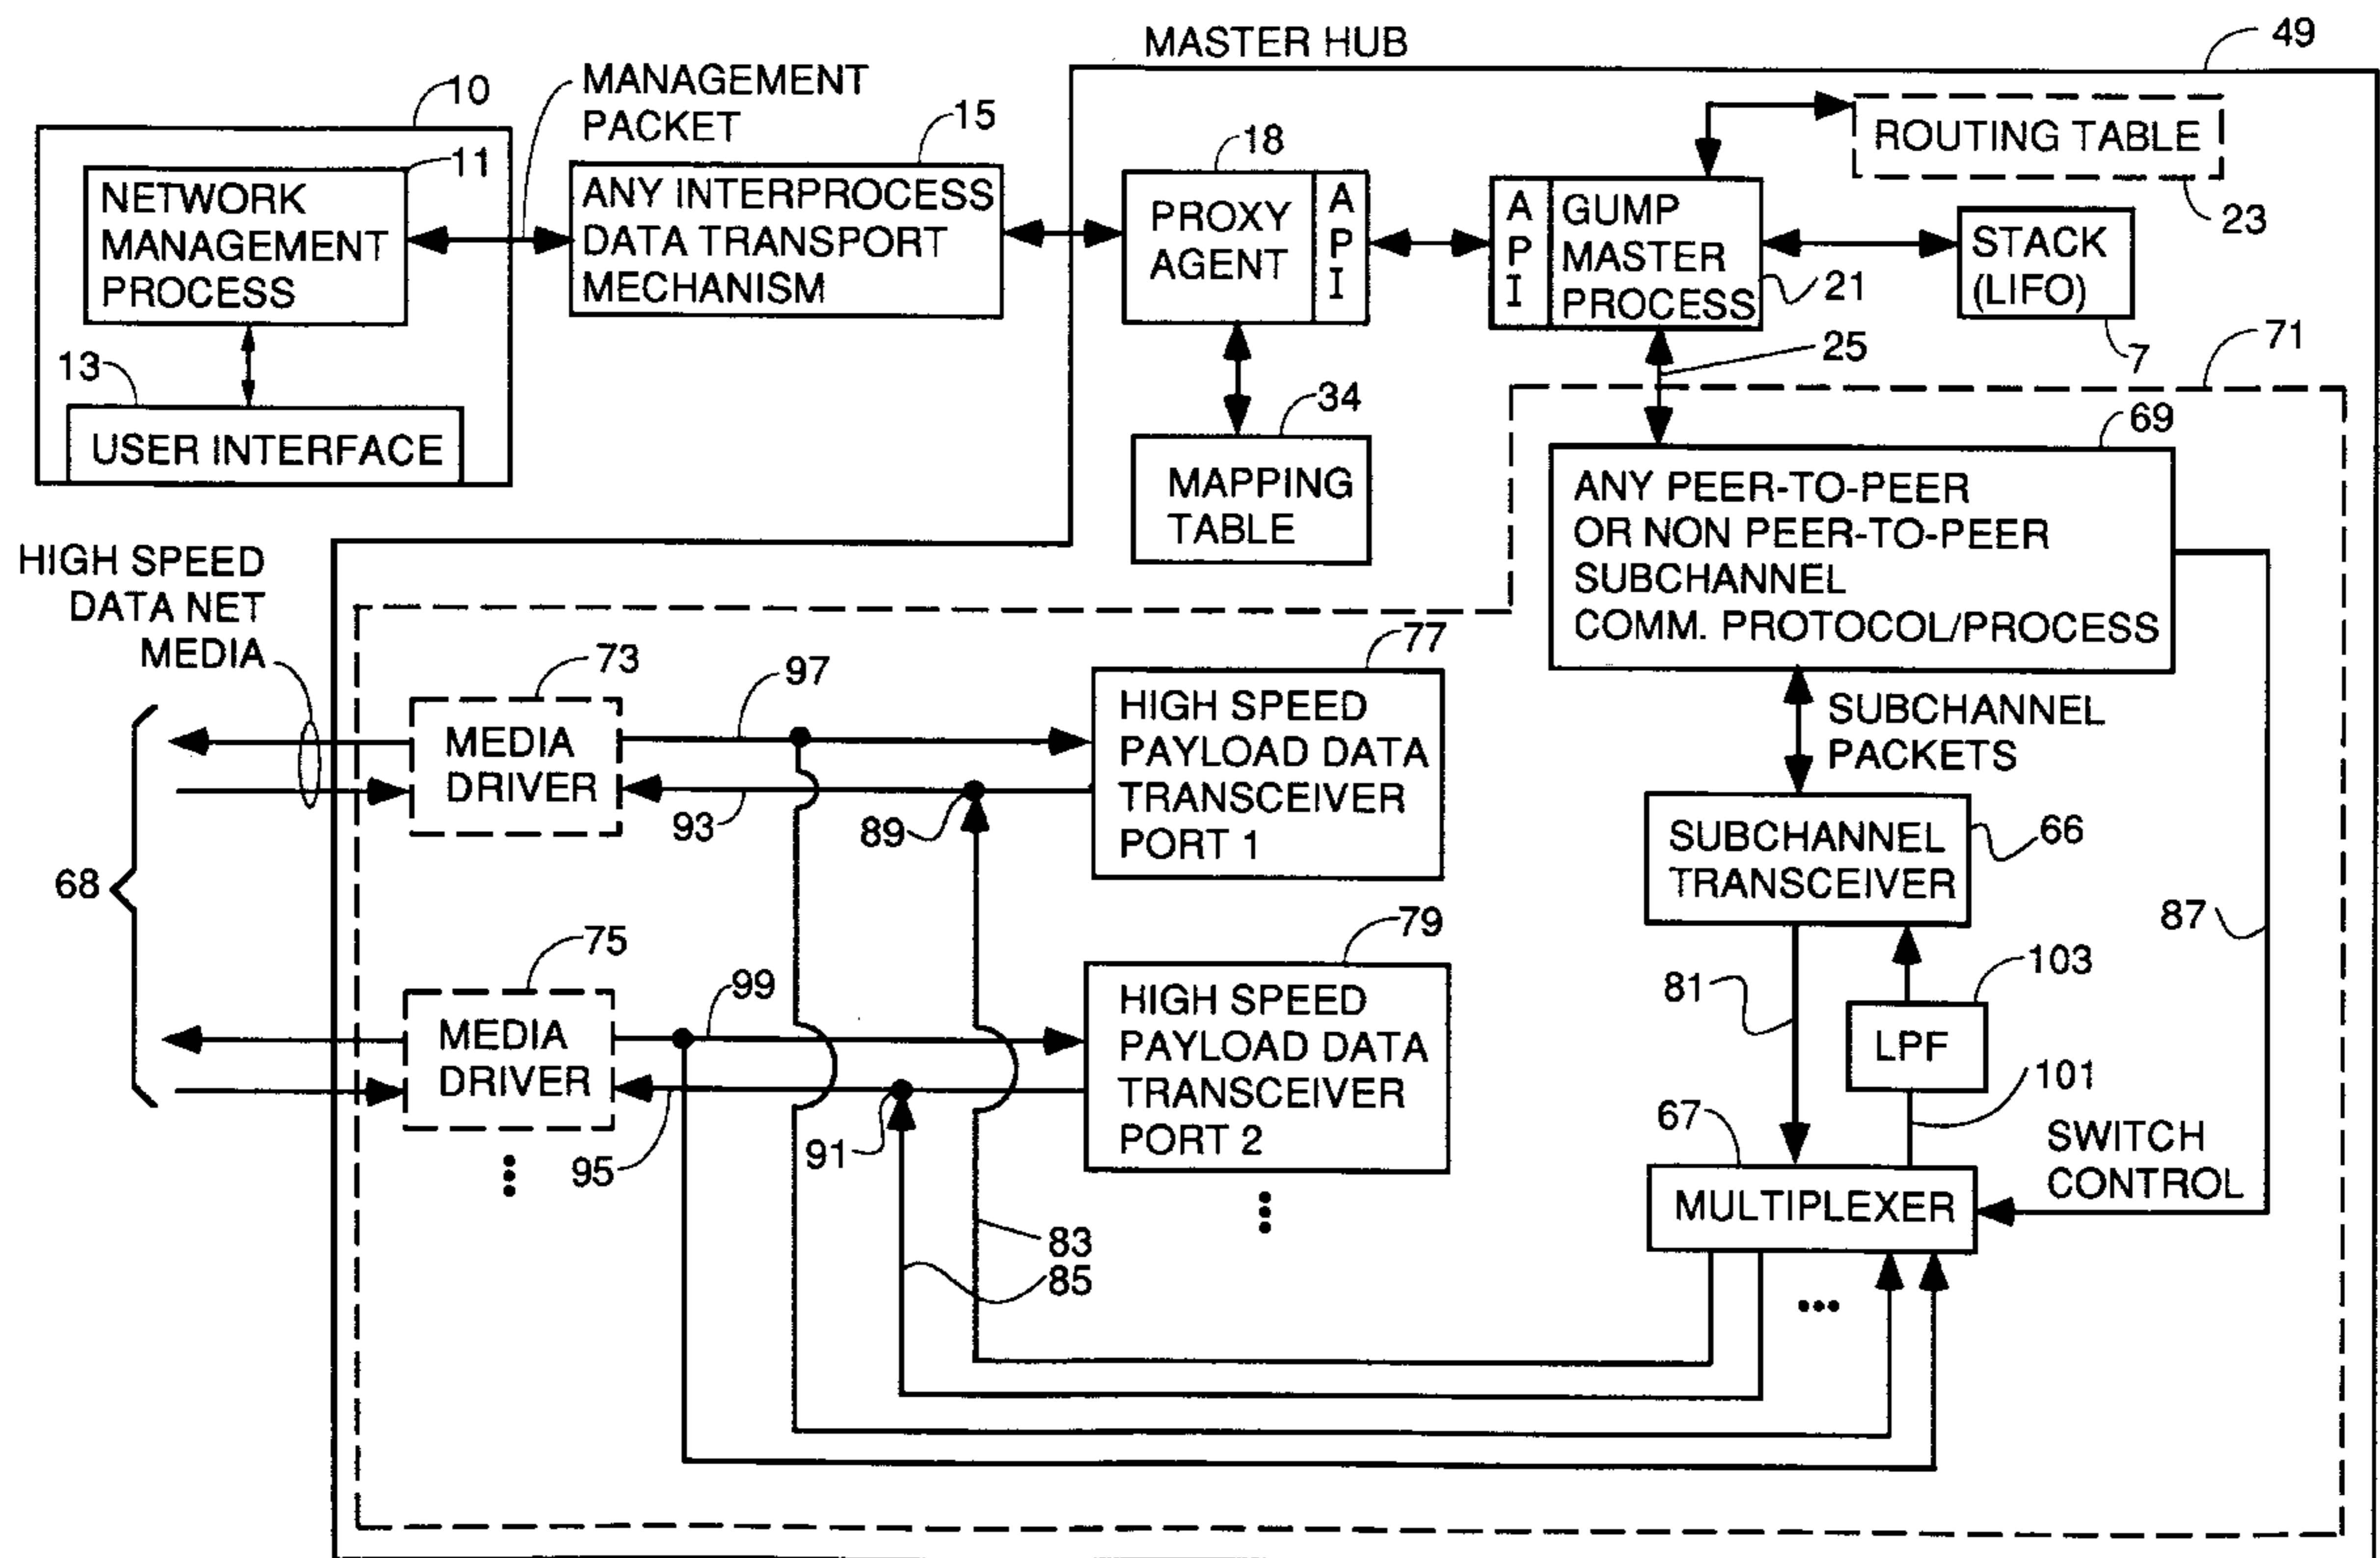 MASTER HUB
49
10
MANAGEMENT
PACKET
11
15
18
ROUTING TABLE
23
NETWORK
MANAGEMENT
PROCESS
ANY INTERPROCESS
DATA TRANSPORT
MECHANISM
PROXY
AGENT
A
P
I
A
P
I
GUMP
MASTER
PROCESS
21
STACK
(LIFO)
7
13
USER INTERFACE
34
MAPPING
TABLE
25
71
69
ANY PEER-TO-PEER
OR NON PEER-TO-PEER
SUBCHANNEL
COMM. PROTOCOL/PROCESS
HIGH SPEED
DATA NET
MEDIA
73
97
77
MEDIA
DRIVER
93
89
HIGH SPEED
PAYLOAD DATA
TRANSCEIVER
PORT 1
SUBCHANNEL
PACKETS
SUBCHANNEL
TRANSCEIVER
66
68
87
75
99
79
MEDIA
DRIVER
95
91
HIGH SPEED
PAYLOAD DATA
TRANSCEIVER
PORT 2
81
103
LPF
101
67
SWITCH
CONTROL
MULTIPLEXER
83
85